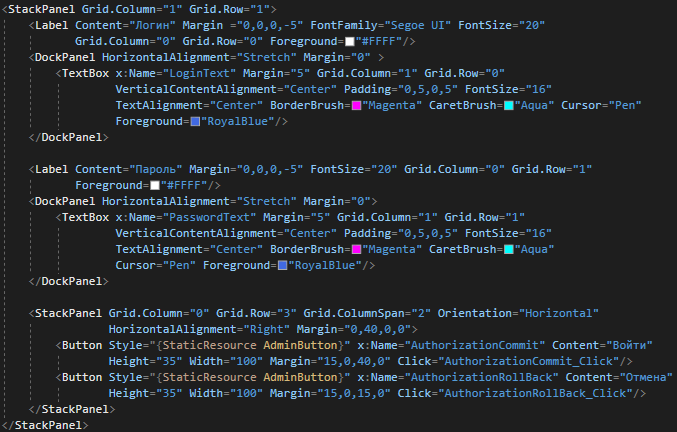 <StackPanel Grid.Column="1" Grid.Row="1">
<Label Content="Логин" Margin ="0,0,0,-5" FontFamily="Segoe UI" FontSize="20"
Grid.Column="0" Grid.Row="0" Foreground="#FFFF"/>
<DockPanel HorizontalAlignment="Stretch" Margin="0" >
<TextBox x:Name="LoginText" Margin="5" Grid.Column="1" Grid.Row="0"
VerticalContentAlignment="Center" Padding="0,5,0,5" FontSize="16"
TextAlignment="Center" BorderBrush="Magenta" CaretBrush="Aqua" Cursor="Pen"
Foreground="RoyalBlue"/>
</DockPanel>
<Label Content="Пароль" Margin="0,0,0,-5" FontSize="20" Grid.Column="0" Grid.Row="1"
Foreground="#FFFF"/>
<DockPanel HorizontalAlignment="Stretch" Margin="0">
<TextBox x:Name="PasswordText" Margin="5" Grid.Column="1" Grid.Row="1"
VerticalContentAlignment="Center" Padding="0,5,0,5" FontSize="16"
TextAlignment="Center" BorderBrush="Magenta" CaretBrush="Aqua"
Cursor="Pen" Foreground="RoyalBlue"/>
</DockPanel>
<StackPanel Grid.Column="0" Grid.Row="3" Grid.ColumnSpan="2" Orientation="Horizontal"
HorizontalAlignment="Right" Margin="0,40,0,0">
<Button Style="{StaticResource AdminButton}" x:Name="AuthorizationCommit" Content="Войти"
Height="35" Width="100" Margin="15,0,40,0" Click="AuthorizationCommit_Click"/>
<Button Style="{StaticResource AdminButton}" x:Name="AuthorizationRollBack" Content="Отмена"
Height="35" Width="100" Margin="15,0,15,0" Click="AuthorizationRollBack_Click"/>
</StackPanel>
</StackPanel>